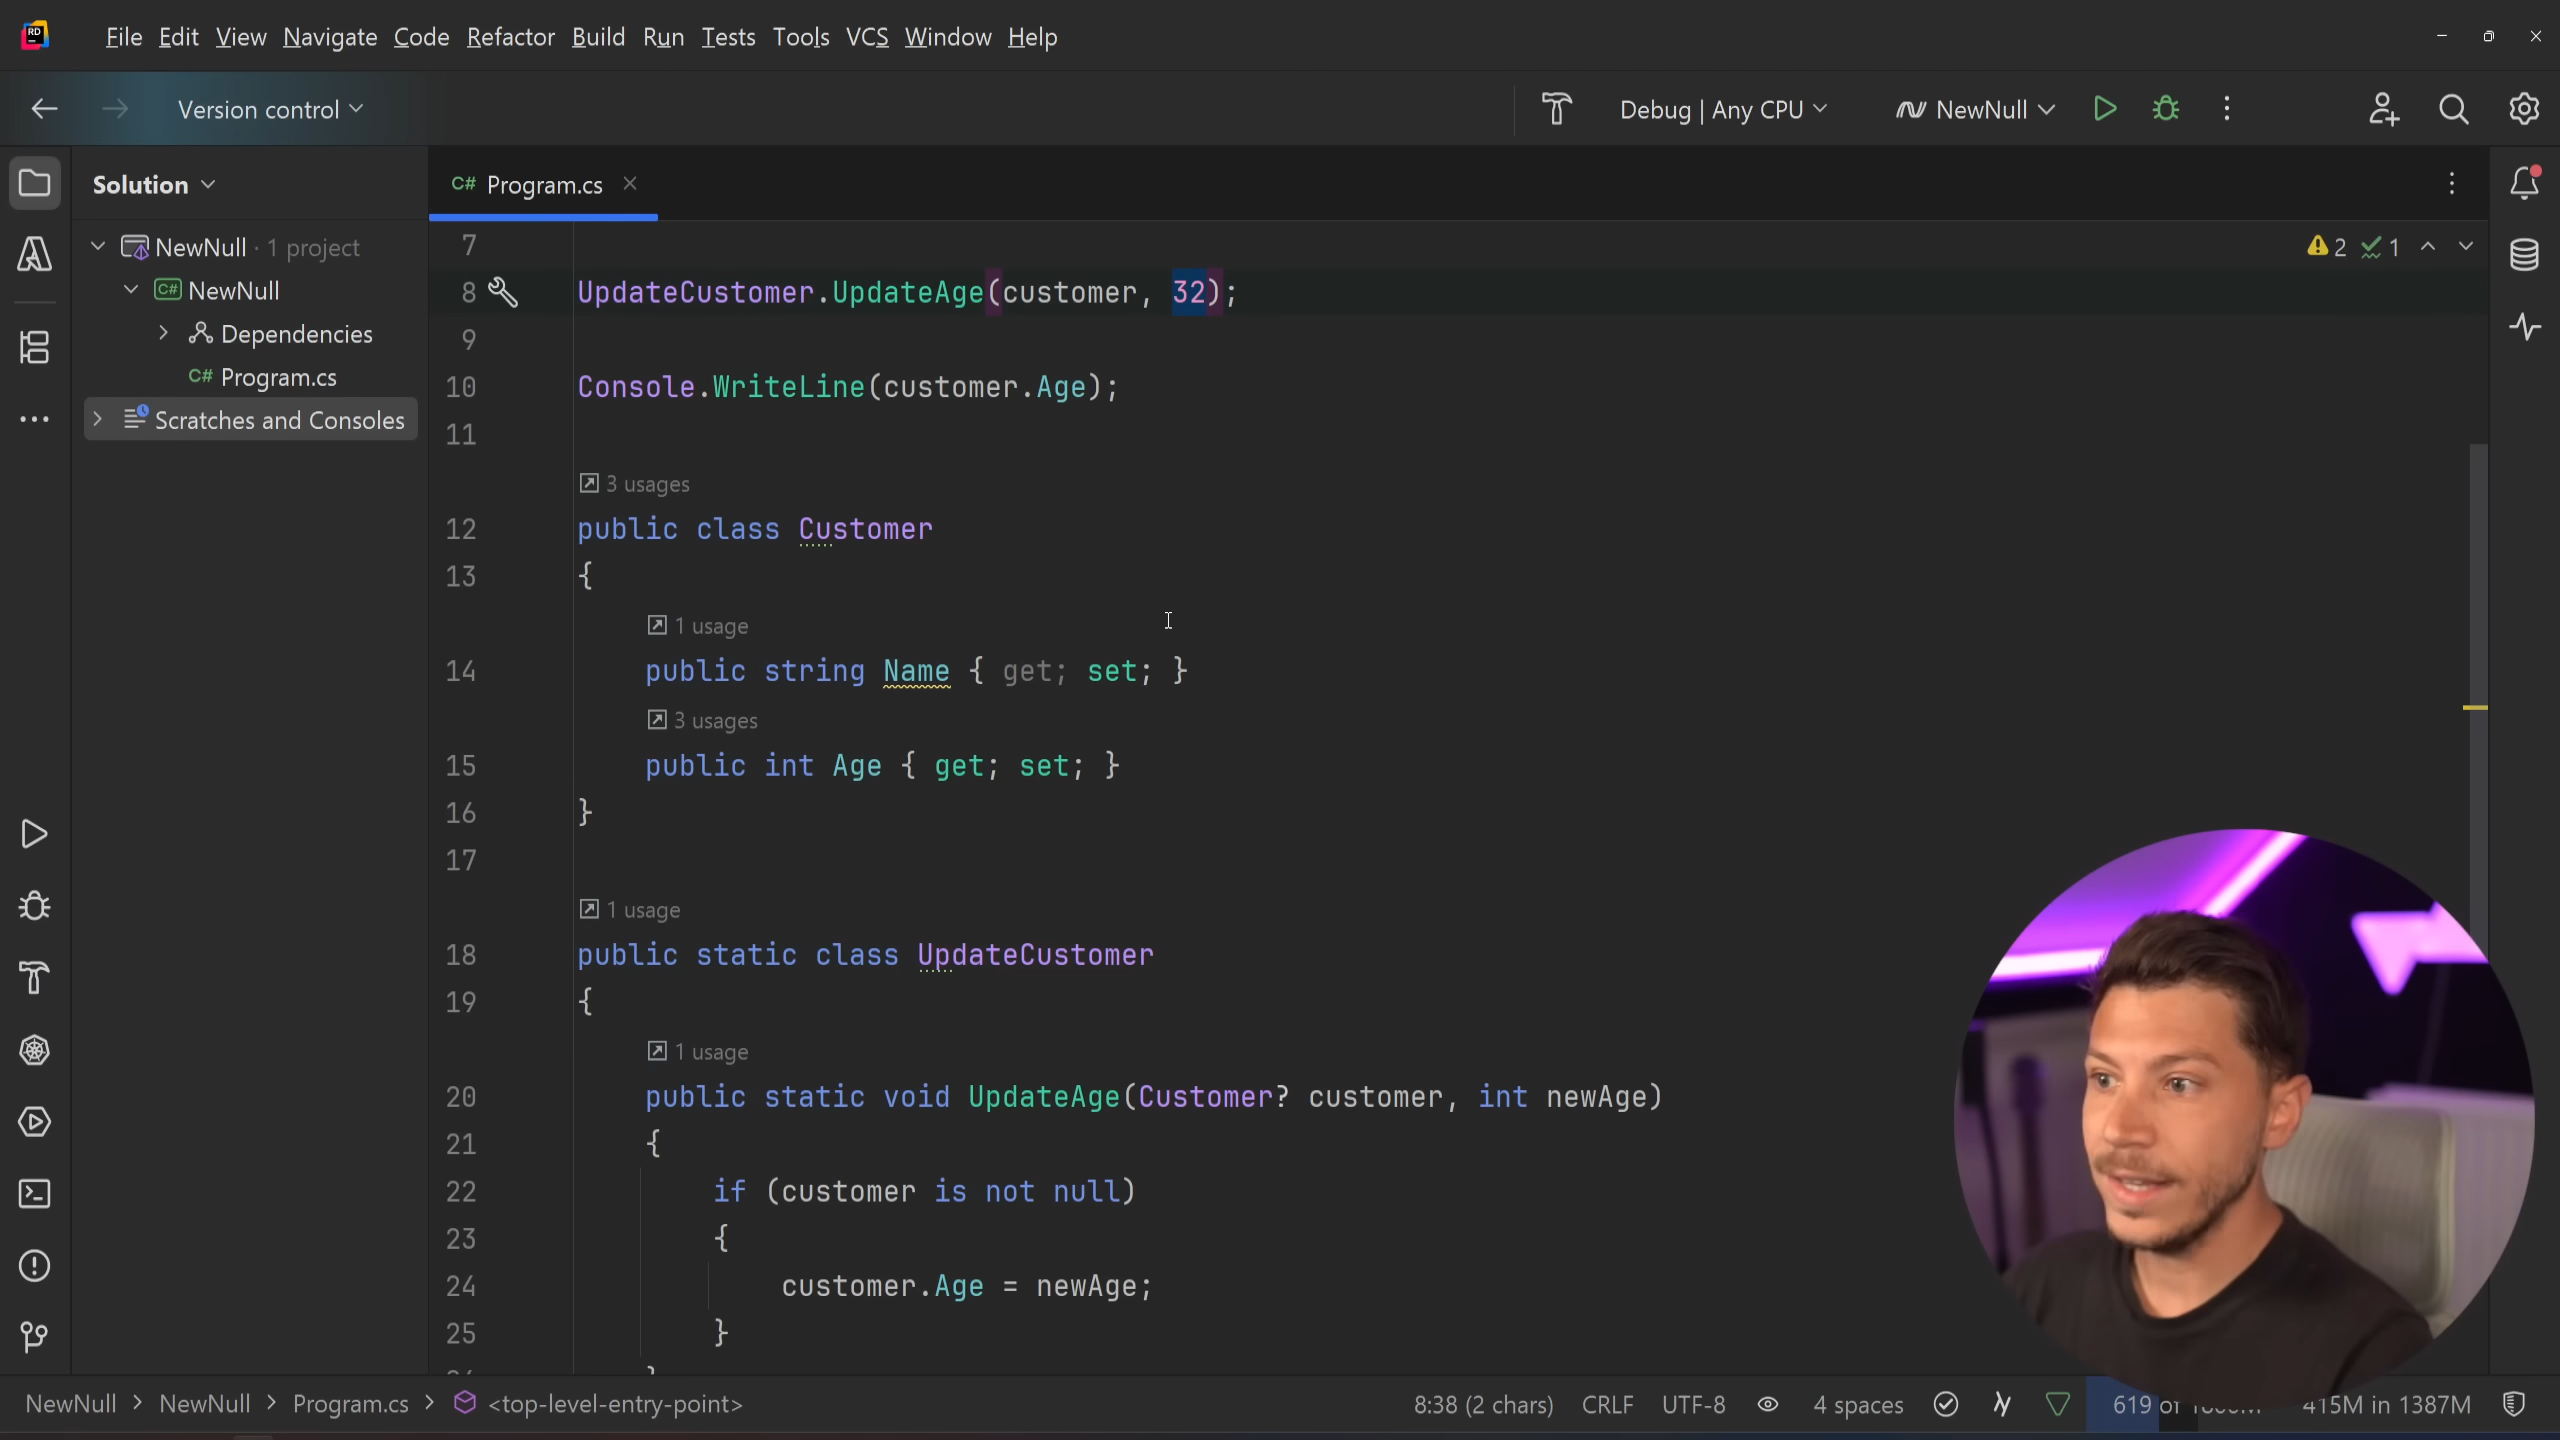 RD
File Edit View Navigate Code Refactor Build Run Tests Tools VCS Window Help
Version control
Debug | Any CPU
NewNull
Solution
C# Program.cs
NewNull · 1 project
C# NewNull
Dependencies
C# Program.cs
Scratches and Consoles
2 1
7
8 UpdateCustomer.UpdateAge(customer, 32);
9
10 Console.WriteLine(customer.Age);
11
3 usages
12 public class Customer
13 {
1 usage
14 public string Name { get; set; }
3 usages
15 public int Age { get; set; }
16 }
17
1 usage
18 public static class UpdateCustomer
19 {
1 usage
20 public static void UpdateAge(Customer? customer, int newAge)
21 {
22 if (customer is not null)
23 {
24 customer.Age = newAge;
25 }
NewNull > NewNull > Program.cs > <top-level-entry-point>
8:38 (2 chars) CRLF UTF-8 4 spaces 619 of 415M in 1387M